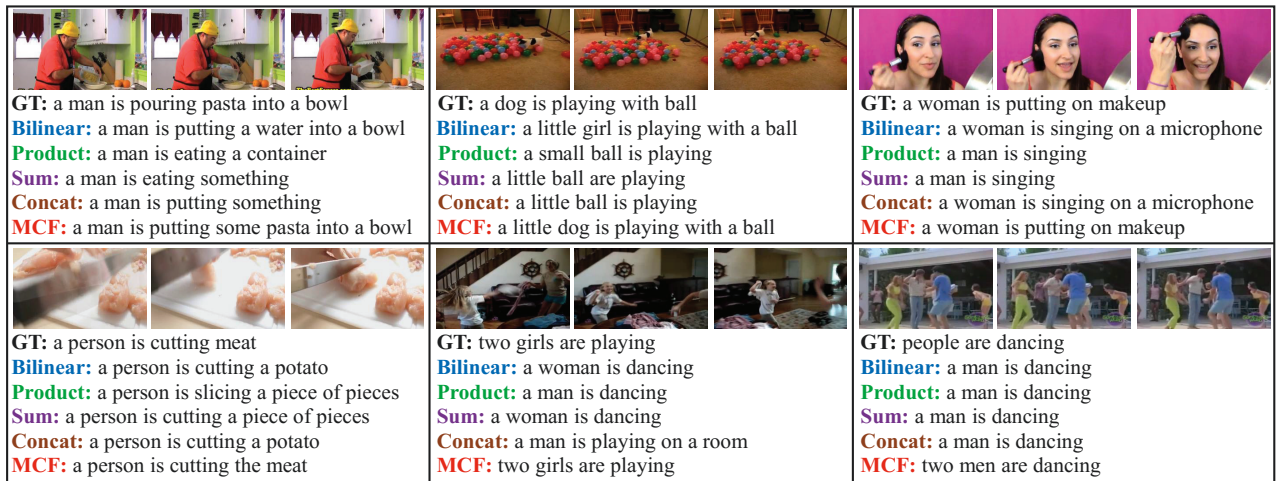 GT: a man is pouring pasta into a bowl
Bilinear: a man is putting a water into a bowl
Product: a man is eating a container
Sum: a man is eating something
Concat: a man is putting something
MCF: a man is putting some pasta into a bowl
GT: a dog is playing with ball
Bilinear: a little girl is playing with a ball
Product: a small ball is playing
Sum: a little ball are playing
Concat: a little ball is playing
MCF: a little dog is playing with a ball
GT: a woman is putting on makeup
Bilinear: a woman is singing on a microphone
Product: a man is singing
Sum: a man is singing
Concat: a woman is singing on a microphone
MCF: a woman is putting on makeup
GT: a person is cutting meat
Bilinear: a person is cutting a potato
Product: a person is slicing a piece of pieces
Sum: a person is cutting a piece of pieces
Concat: a person is cutting a potato
MCF: a person is cutting the meat
GT: two girls are playing
Bilinear: a woman is dancing
Product: a man is dancing
Sum: a woman is dancing
Concat: a man is playing on a room
MCF: two girls are playing
GT: people are dancing
Bilinear: a man is dancing
Product: a man is dancing
Sum: a man is dancing
Concat: a man is dancing
MCF: two men are dancing